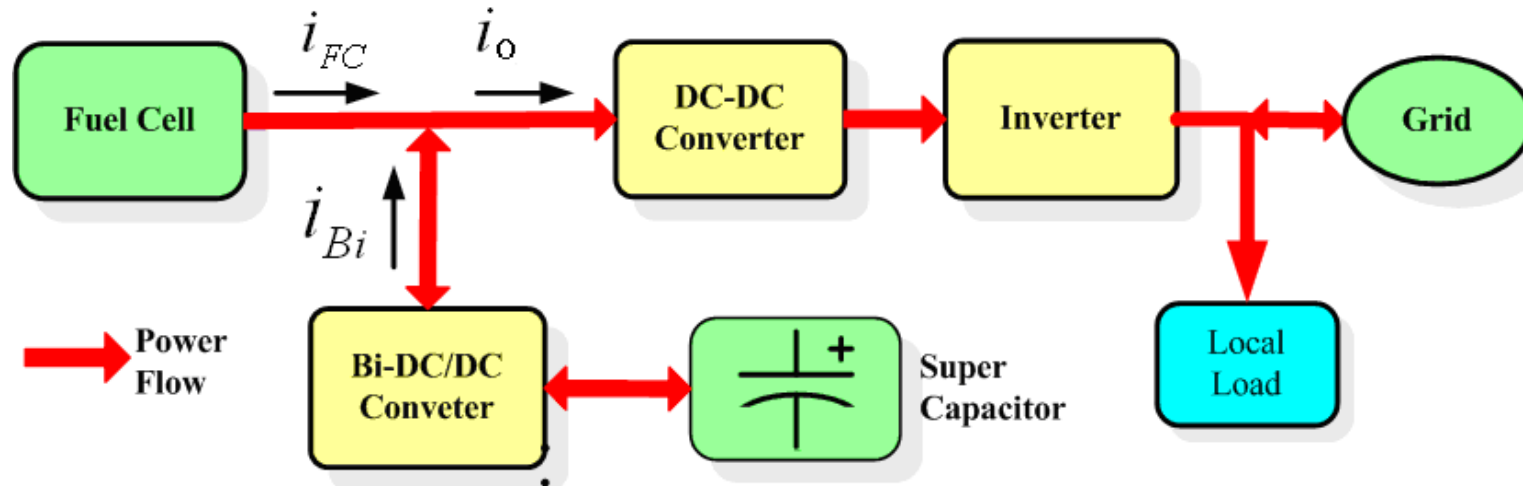 i_FC
i_o
Fuel Cell
DC-DC
Converter
Inverter
Grid
i_Bi
Power
Flow
Bi-DC/DC
Conveter
+
Super
Capacitor
Local
Load